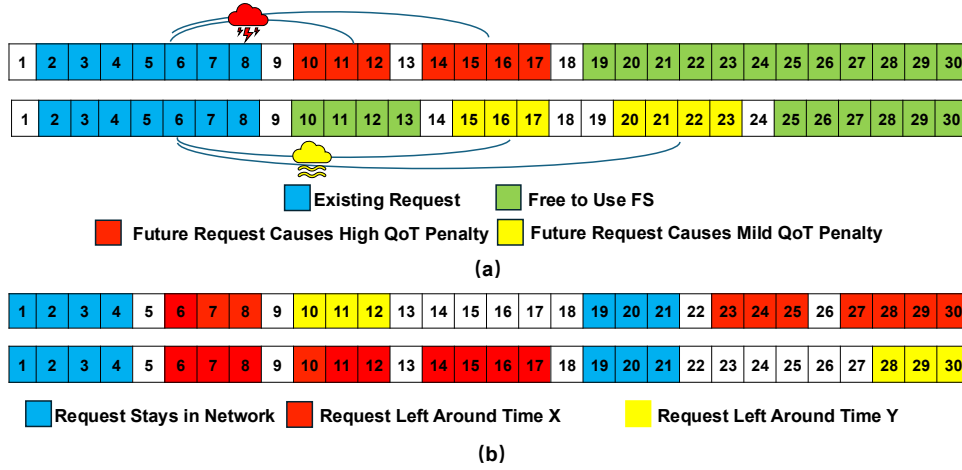 1 2 3 4 5 6 7 8 9 10 11 12 13 14 15 16 17 18 19 20 21 22 23 24 25 26 27 28 29 30
1 2 3 4 5 6 7 8 9 10 11 12 13 14 15 16 17 18 19 20 21 22 23 24 25 26 27 28 29 30
Existing Request Free to Use FS
Future Request Causes High QoT Penalty Future Request Causes Mild QoT Penalty
(a)
1 2 3 4 5 6 7 8 9 10 11 12 13 14 15 16 17 18 19 20 21 22 23 24 25 26 27 28 29 30
1 2 3 4 5 6 7 8 9 10 11 12 13 14 15 16 17 18 19 20 21 22 23 24 25 26 27 28 29 30
Request Stays in Network Request Left Around Time X Request Left Around Time Y
(b)